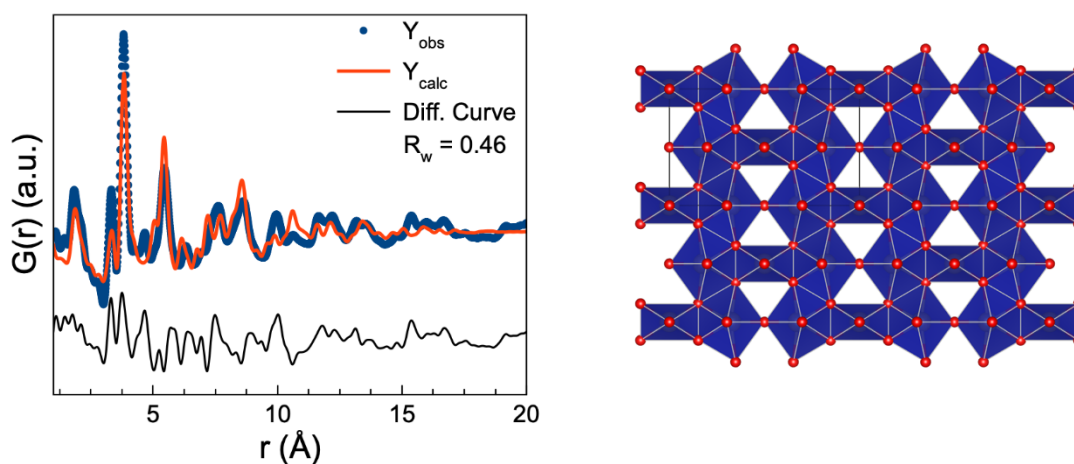 Y_obs
Y_calc
Diff. Curve
R_w = 0.46
G(r) (a.u.)
5 10 15 20
r (Å)